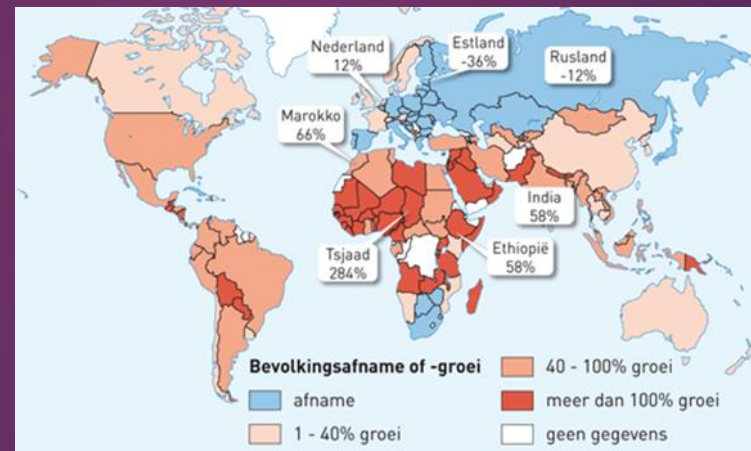 Nederland
12%
Estland
-36%
Rusland
-12%
Marokko
66%
India
58%
Tsjaad
284%
Ethiopië
58%
Bevolkingsafname of -groei
afname
1 - 40% groei
40 - 100% groei
meer dan 100% groei
geen gegevens